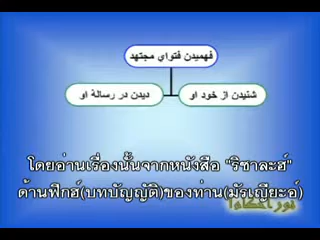 فهمیدن فتوای مجتهد
شنیدن از خود او
دیدن در رسالهٔ او
โดยอ่านเรื่องนั้นจากหนังสือ "ริซาละฮ์"
ด้านฟิกฮ์(บทบัญญัติ)ของท่าน(มัรเญียะอ์)